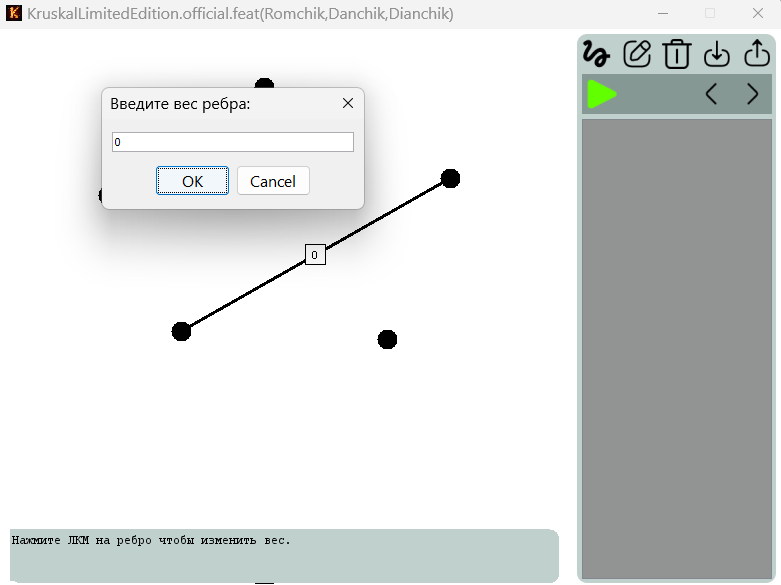 KruskalLimitedEdition.official.feat(Romchik,Danchik,Dianchik)
Введите вес ребра:
0
OK
Cancel
0
Нажмите ЛКМ на ребро чтобы изменить вес.